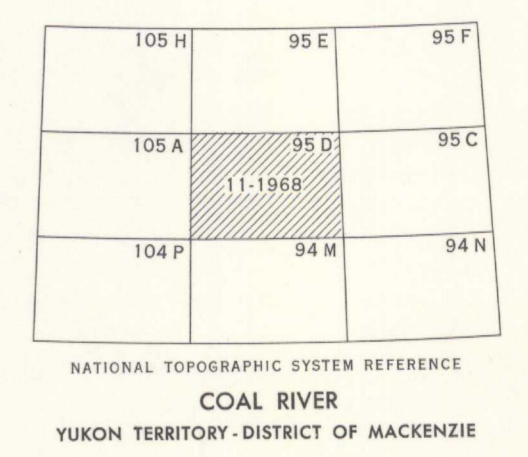 105 H 95 E 95 F
105 A 95 D 95 C
11-1968
104 P 94 M 94 N
NATIONAL TOPOGRAPHIC SYSTEM REFERENCE
COAL RIVER
YUKON TERRITORY - DISTRICT OF MACKENZIE